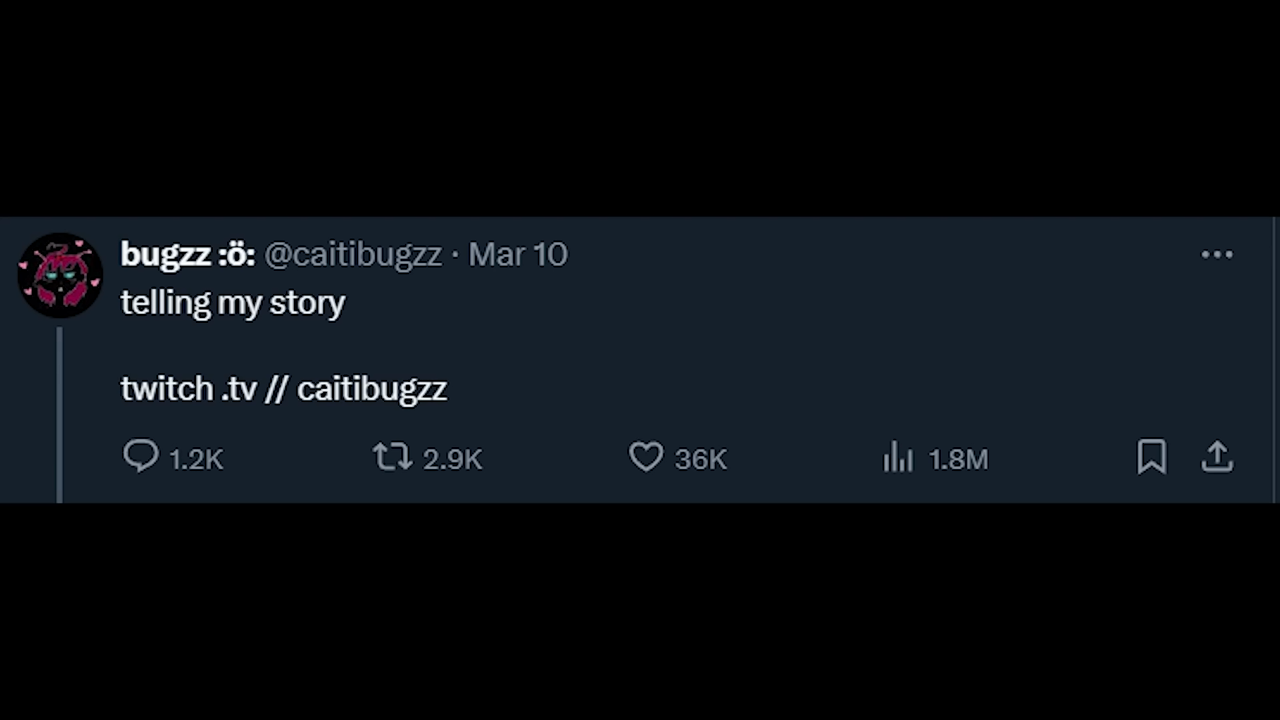 bugzz :ö: @caitibugzz · Mar 10
telling my story
twitch .tv // caitibugzz
1.2K 2.9K 36K 1.8M